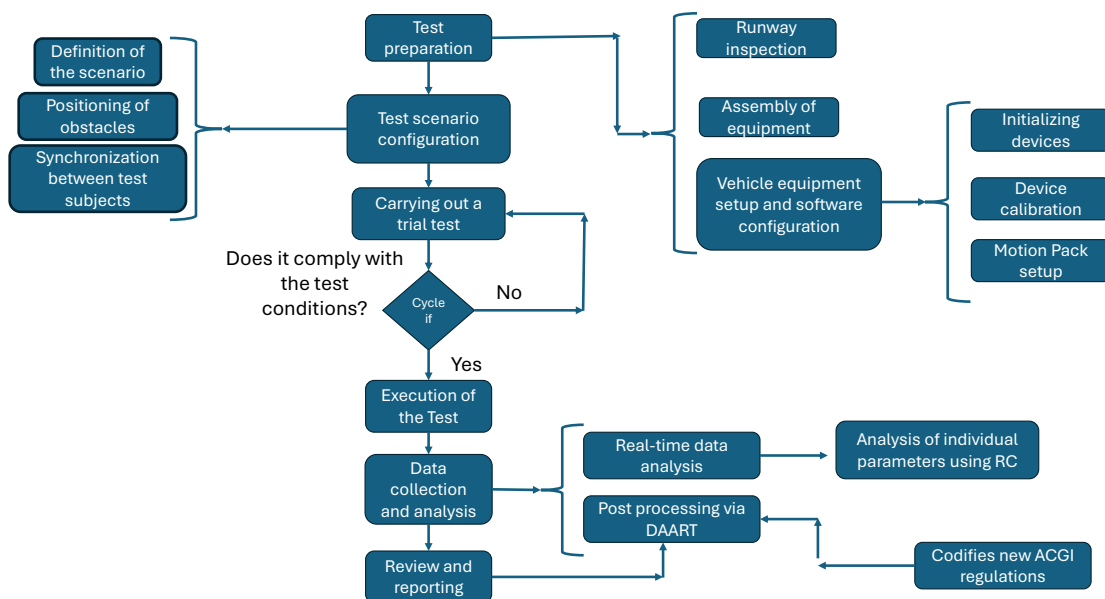 Test
preparation
Runway
inspection
Definition of
the scenario
Positioning of
obstacles
Synchronization
between test
subjects
Test scenario
configuration
Assembly of
equipment
Initializing
devices
Vehicle equipment
setup and software
configuration
Device
calibration
Motion Pack
setup
Carrying out a
trial test
Does it comply with
the test
conditions?
Cycle
if
No
Yes
Execution of
the Test
Data
collection
and analysis
Real-time data
analysis
Analysis of individual
parameters using RC
Post processing via
DAART
Review and
reporting
Codifies new ACGI
regulations